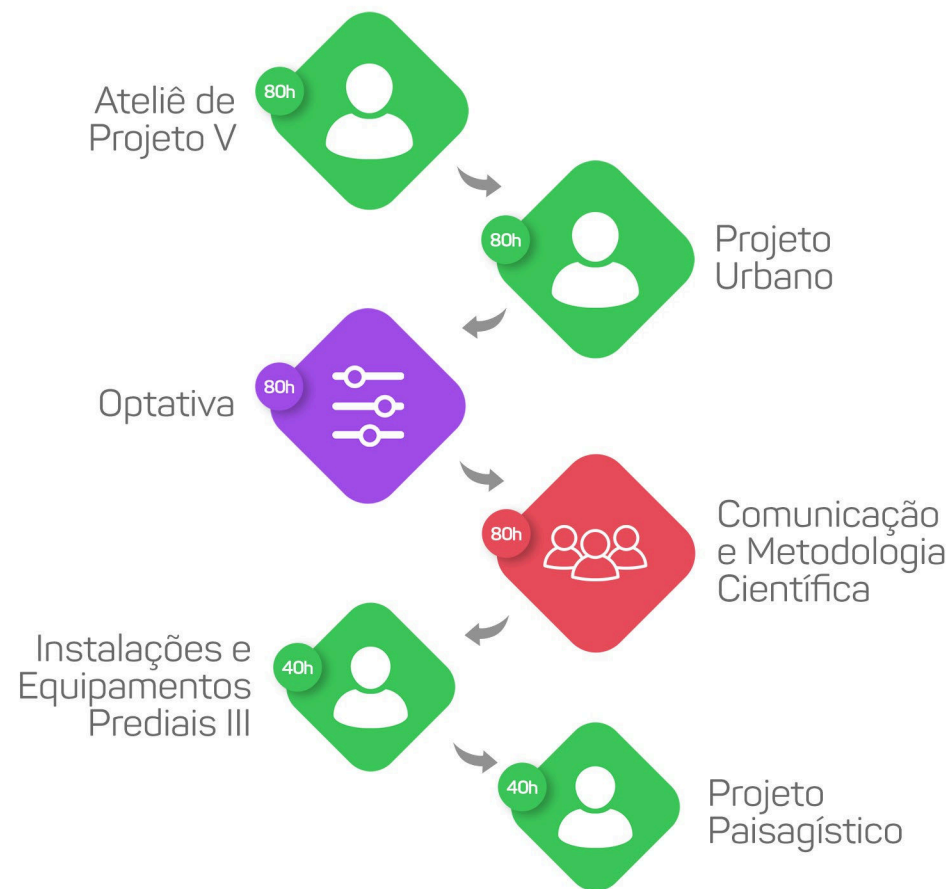 80h
Ateliê de
Projeto V
80h
Projeto
Urbano
80h
Optativa
80h
Comunicação
e Metodologia
Científica
40h
Instalações e
Equipamentos
Prediais III
40h
Projeto
Paisagístico